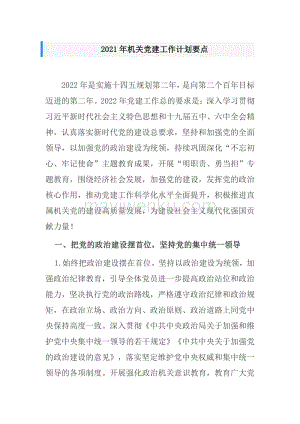 2021 年机关党建工作计划要点
2022 年是实施十四五规划第二年，是向第二个百年目标
迈进的第二年。2022 年党建工作总的要求是：深入学习贯彻
习近平新时代社会主义特色思想和十九届五中、六中全会精
神，认真落实新时代党的建设总要求，坚持和加强党的全面
领导，以加强党的政治建设为统领，持续巩固深化“不忘初
心、牢记使命”主题教育成果，开展“明职责、勇当担”专
题教育，围绕经济社会发展，加强党的建设，发挥党的政治
核心作用，推动党建工作科学化水平全面提升，积极推进直
属机关党的建设高质量发展，为建设社会主义现代化强国贡
献力量！
一、把党的政治建设摆首位，坚持党的集中统一领导
1.始终把政治建设摆在首位。坚持以政治建设为统领，加
强政治纪律教育，引导全体党员进一步提高政治站位和政治
能力，坚决执行党的政治路线，严格遵守政治纪律和政治规
矩，在政治立场、政治方向、政治原则、政治道路上同党中
央保持高度一致。深入贯彻《中共中央政治局关于加强和维
护党中央集中统一领导的若干规定》《中共中央关于加强党
的政治建设的意见》，落实坚定维护党中央权威和集中统一
领导的各项制度。开展强化政治机关意识教育，教育广大党